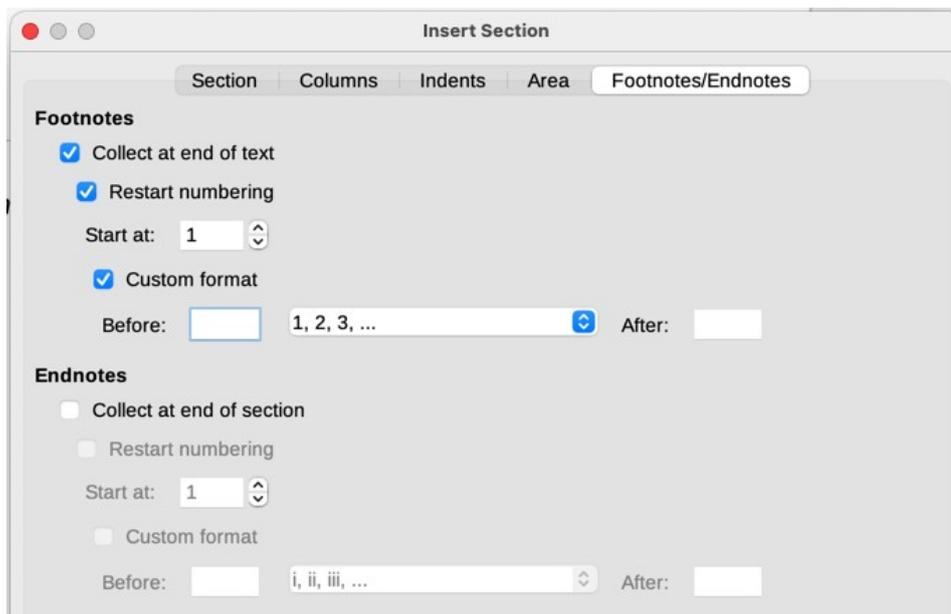 Insert Section
Section Columns Indents Area Footnotes/Endnotes
Footnotes
Collect at end of text
Restart numbering
Start at: 1
Custom format
Before: 1, 2, 3, ... After:
Endnotes
Collect at end of section
Restart numbering
Start at: 1
Custom format
Before: i, ii, iii, ... After: